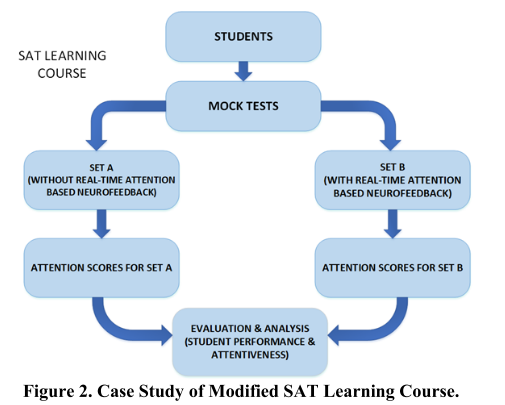 STUDENTS
SAT LEARNING
COURSE
MOCK TESTS
SET A
(WITHOUT REAL-TIME ATTENTION
BASED NEUROFEEDBACK)
SET B
(WITH REAL-TIME ATTENTION
BASED NEUROFEEDBACK)
ATTENTION SCORES FOR SET A
ATTENTION SCORES FOR SET B
EVALUATION & ANALYSIS
(STUDENT PERFORMANCE &
ATTENTIVENESS)
Figure 2. Case Study of Modified SAT Learning Course.